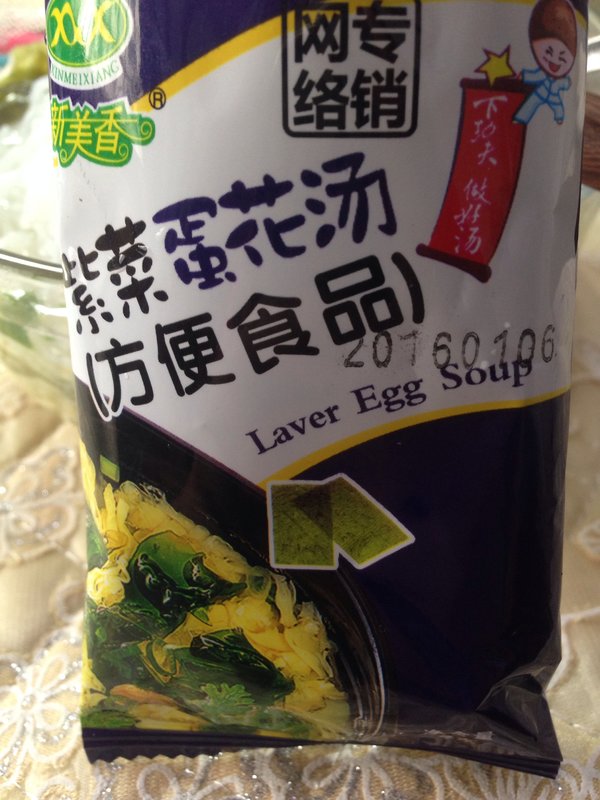 XMX
XINMEIXIANG
新美香®
网络
专销
下功夫 做好汤
紫菜蛋花汤
(方便食品)
20160106
Laver Egg Soup